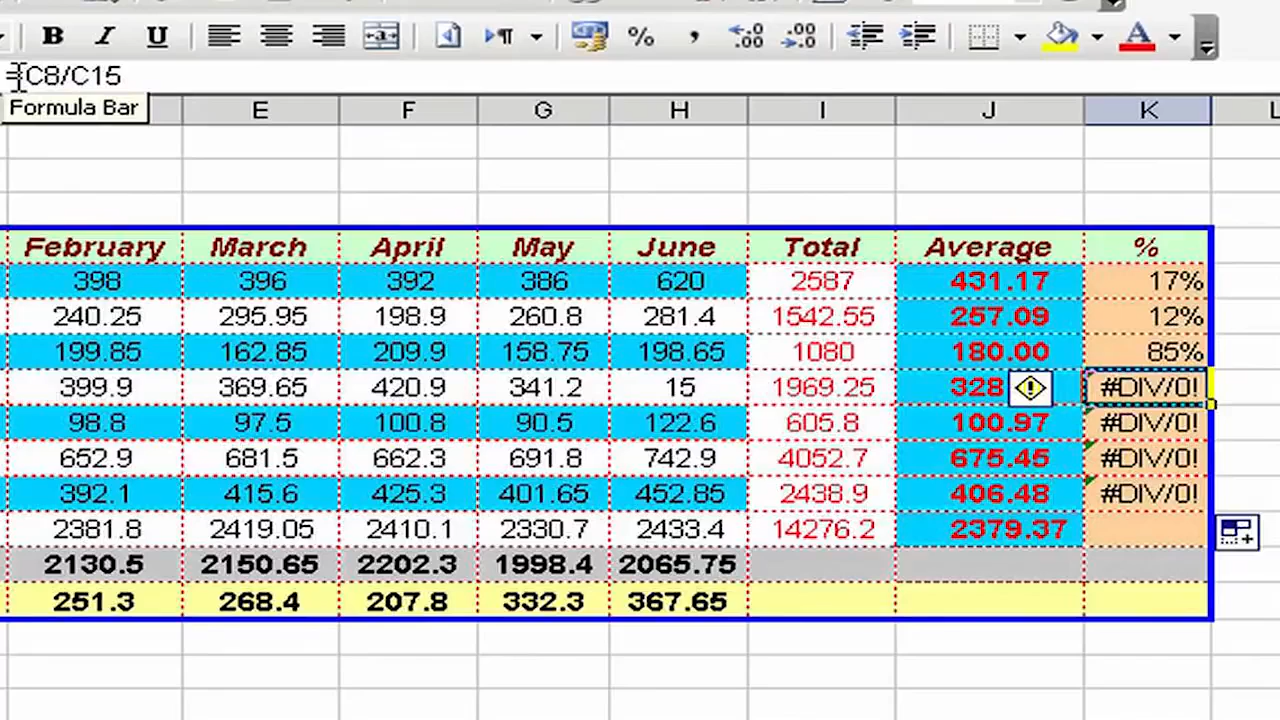 B I U a ¶ % , .00 .00 A
=C8/C15
Formula Bar
E F G H I J K L
February March April May June Total Average %
398 396 392 386 620 2587 431.17 17%
240.25 295.95 198.9 260.8 281.4 1542.55 257.09 12%
199.85 162.85 209.9 158.75 198.65 1080 180.00 85%
399.9 369.65 420.9 341.2 15 1969.25 328 #DIV/0!
98.8 97.5 100.8 90.5 122.6 605.8 100.97 #DIV/0!
652.9 681.5 662.3 691.8 742.9 4052.7 675.45 #DIV/0!
392.1 415.6 425.3 401.65 452.85 2438.9 406.48 #DIV/0!
2381.8 2419.05 2410.1 2330.7 2433.4 14276.2 2379.37
2130.5 2150.65 2202.3 1998.4 2065.75
251.3 268.4 207.8 332.3 367.65